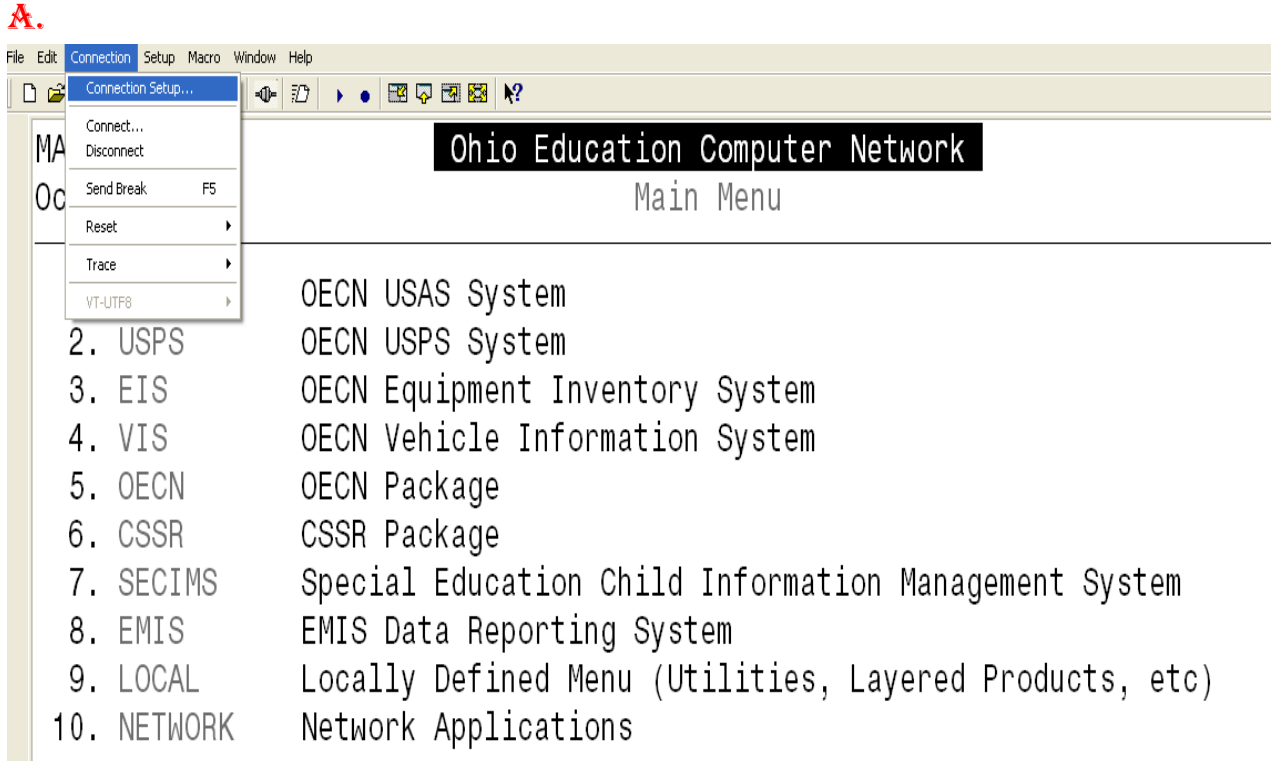 A.
File Edit Connection Setup Macro Window Help
Connection Setup...
Connect...
Disconnect
Send Break F5
Reset
Trace
VT-UTF8
MA
Ohio Education Computer Network
Oc
Main Menu
OECN USAS System
2. USPS OECN USPS System
3. EIS OECN Equipment Inventory System
4. VIS OECN Vehicle Information System
5. OECN OECN Package
6. CSSR CSSR Package
7. SECIMS Special Education Child Information Management System
8. EMIS EMIS Data Reporting System
9. LOCAL Locally Defined Menu (Utilities, Layered Products, etc)
10. NETWORK Network Applications